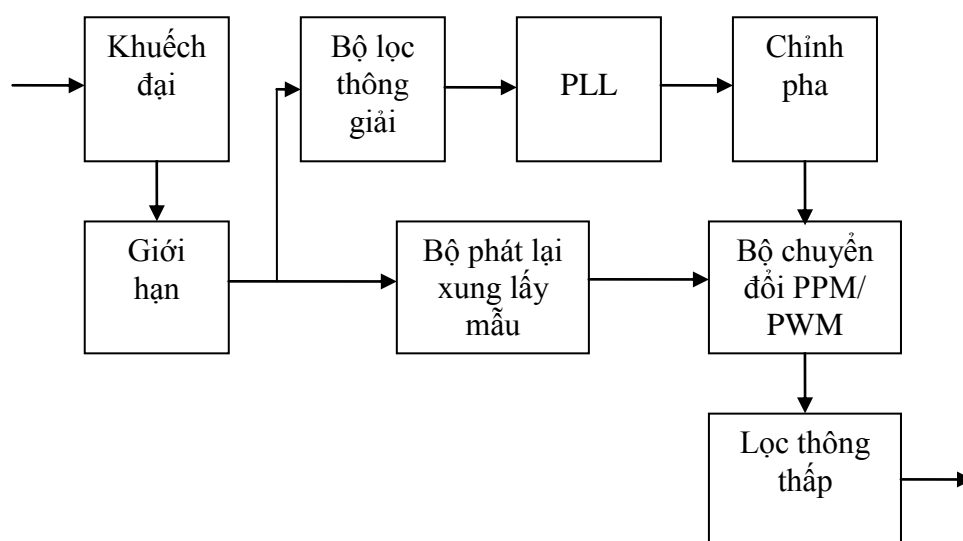 Khuếch
đại
Bộ lọc
thông
giải
PLL
Chỉnh
pha
Giới
hạn
Bộ phát lại
xung lấy
mẫu
Bộ chuyển
đổi PPM/
PWM
Lọc thông
thấp